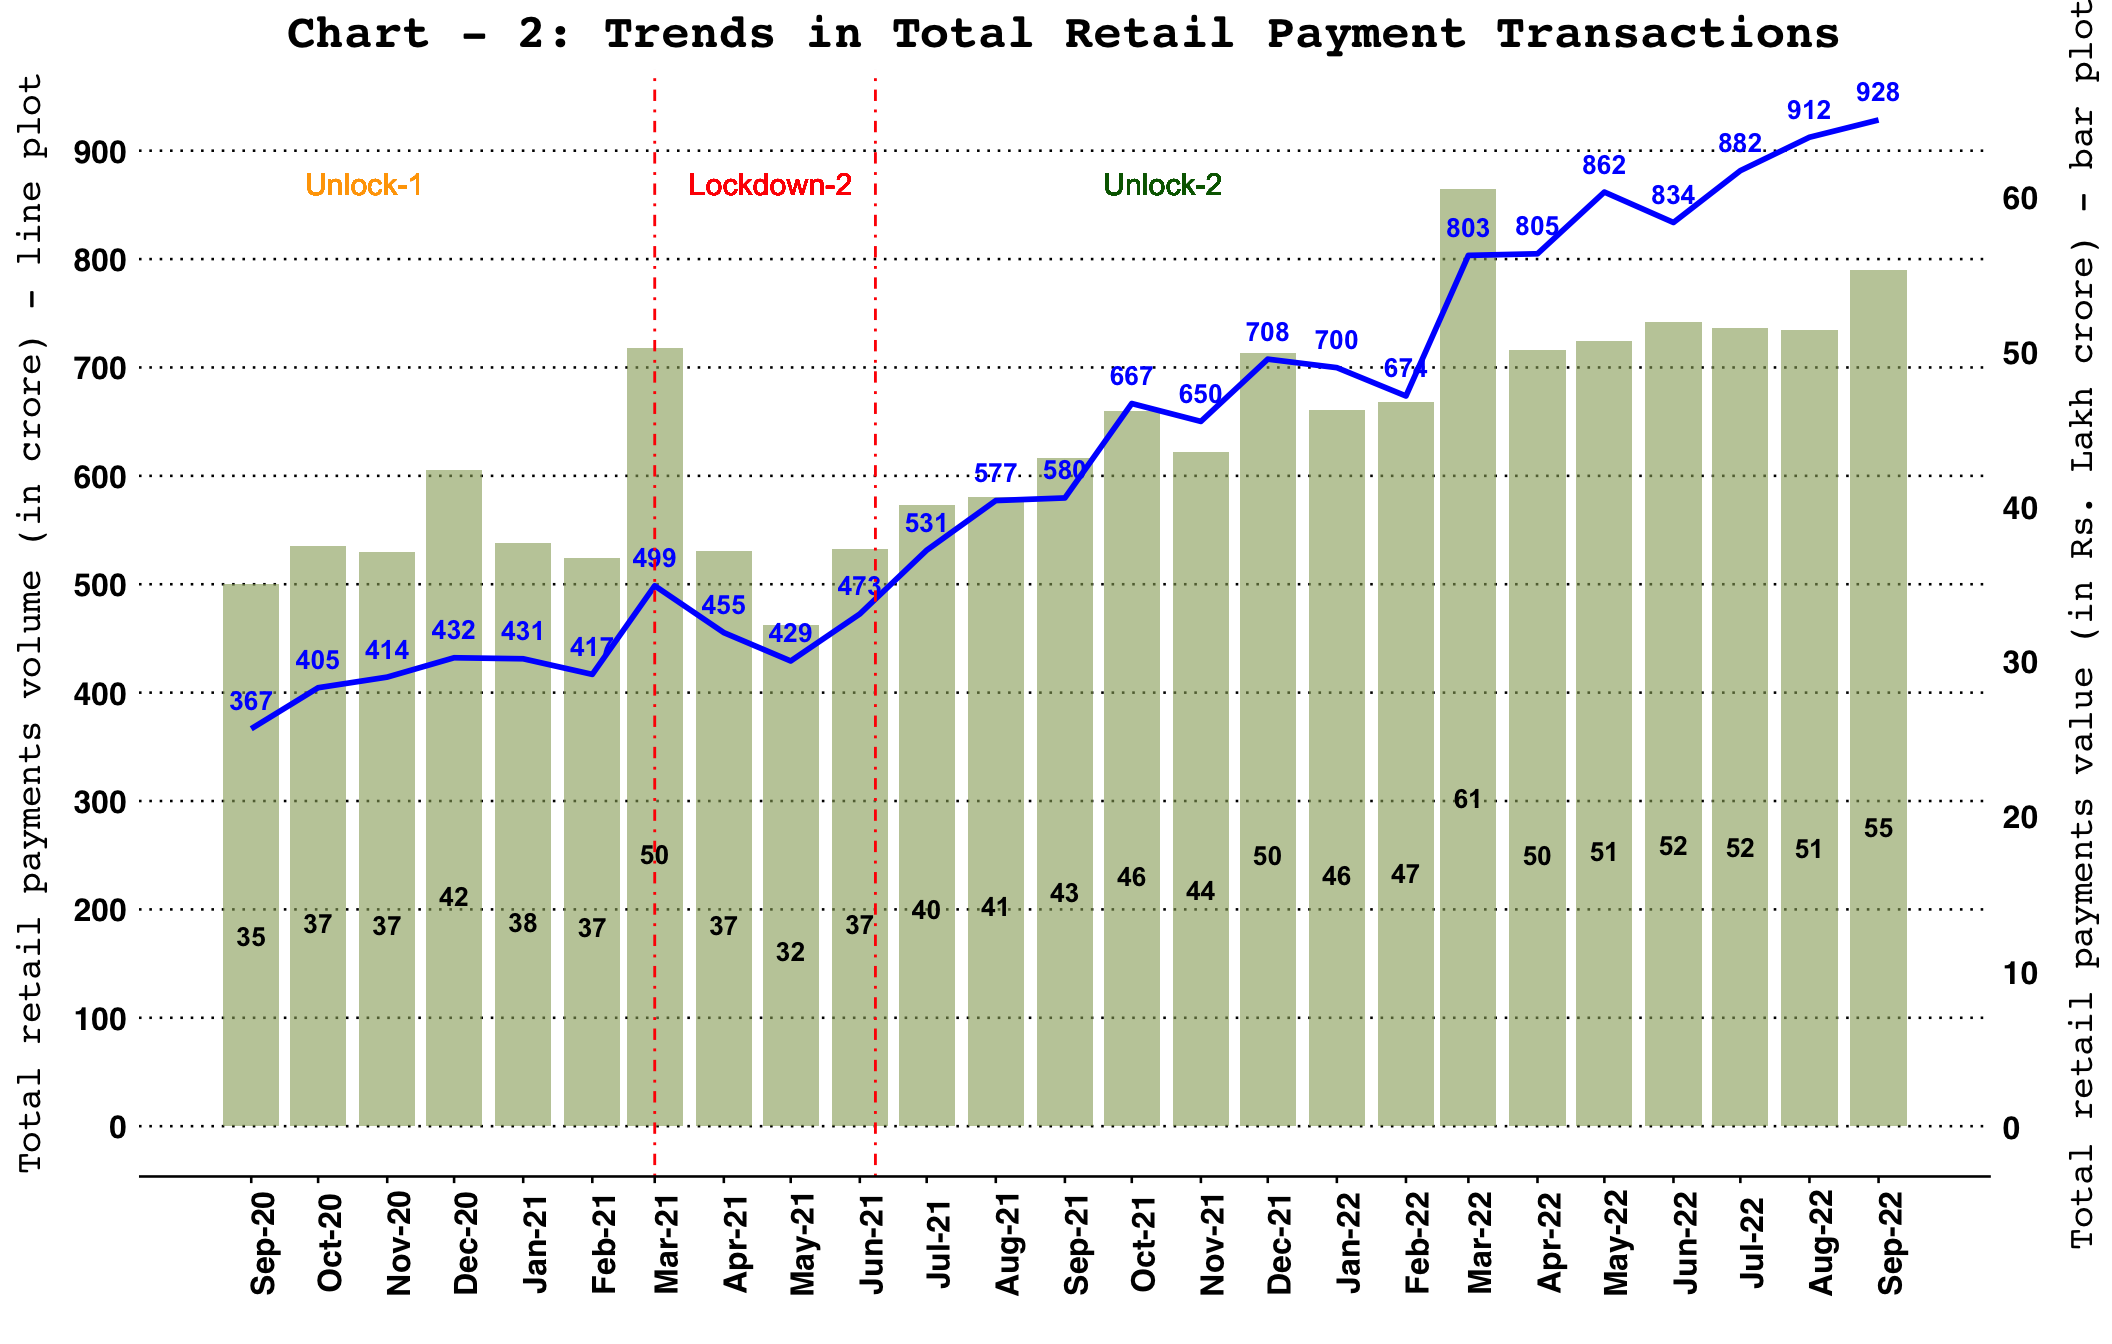 Chart – 2: Trends in Total Retail Payment Transactions
Total retail payments volume (in crore) – line plot
900
800
700
600
500
400
300
200
100
0
Unlock-1
Lockdown-2
Unlock-2
367
405
414
432
431
417
499
455
429
473
531
577
580
667
650
708
700
674
803
805
862
834
882
912
928
35
37
37
42
38
37
50
37
32
37
40
41
43
46
44
50
46
47
61
50
51
52
52
51
55
60
50
40
30
20
10
0
Total retail payments value (in Rs. Lakh crore) – bar plot
Sep-20
Oct-20
Nov-20
Dec-20
Jan-21
Feb-21
Mar-21
Apr-21
May-21
Jun-21
Jul-21
Aug-21
Sep-21
Oct-21
Nov-21
Dec-21
Jan-22
Feb-22
Mar-22
Apr-22
May-22
Jun-22
Jul-22
Aug-22
Sep-22